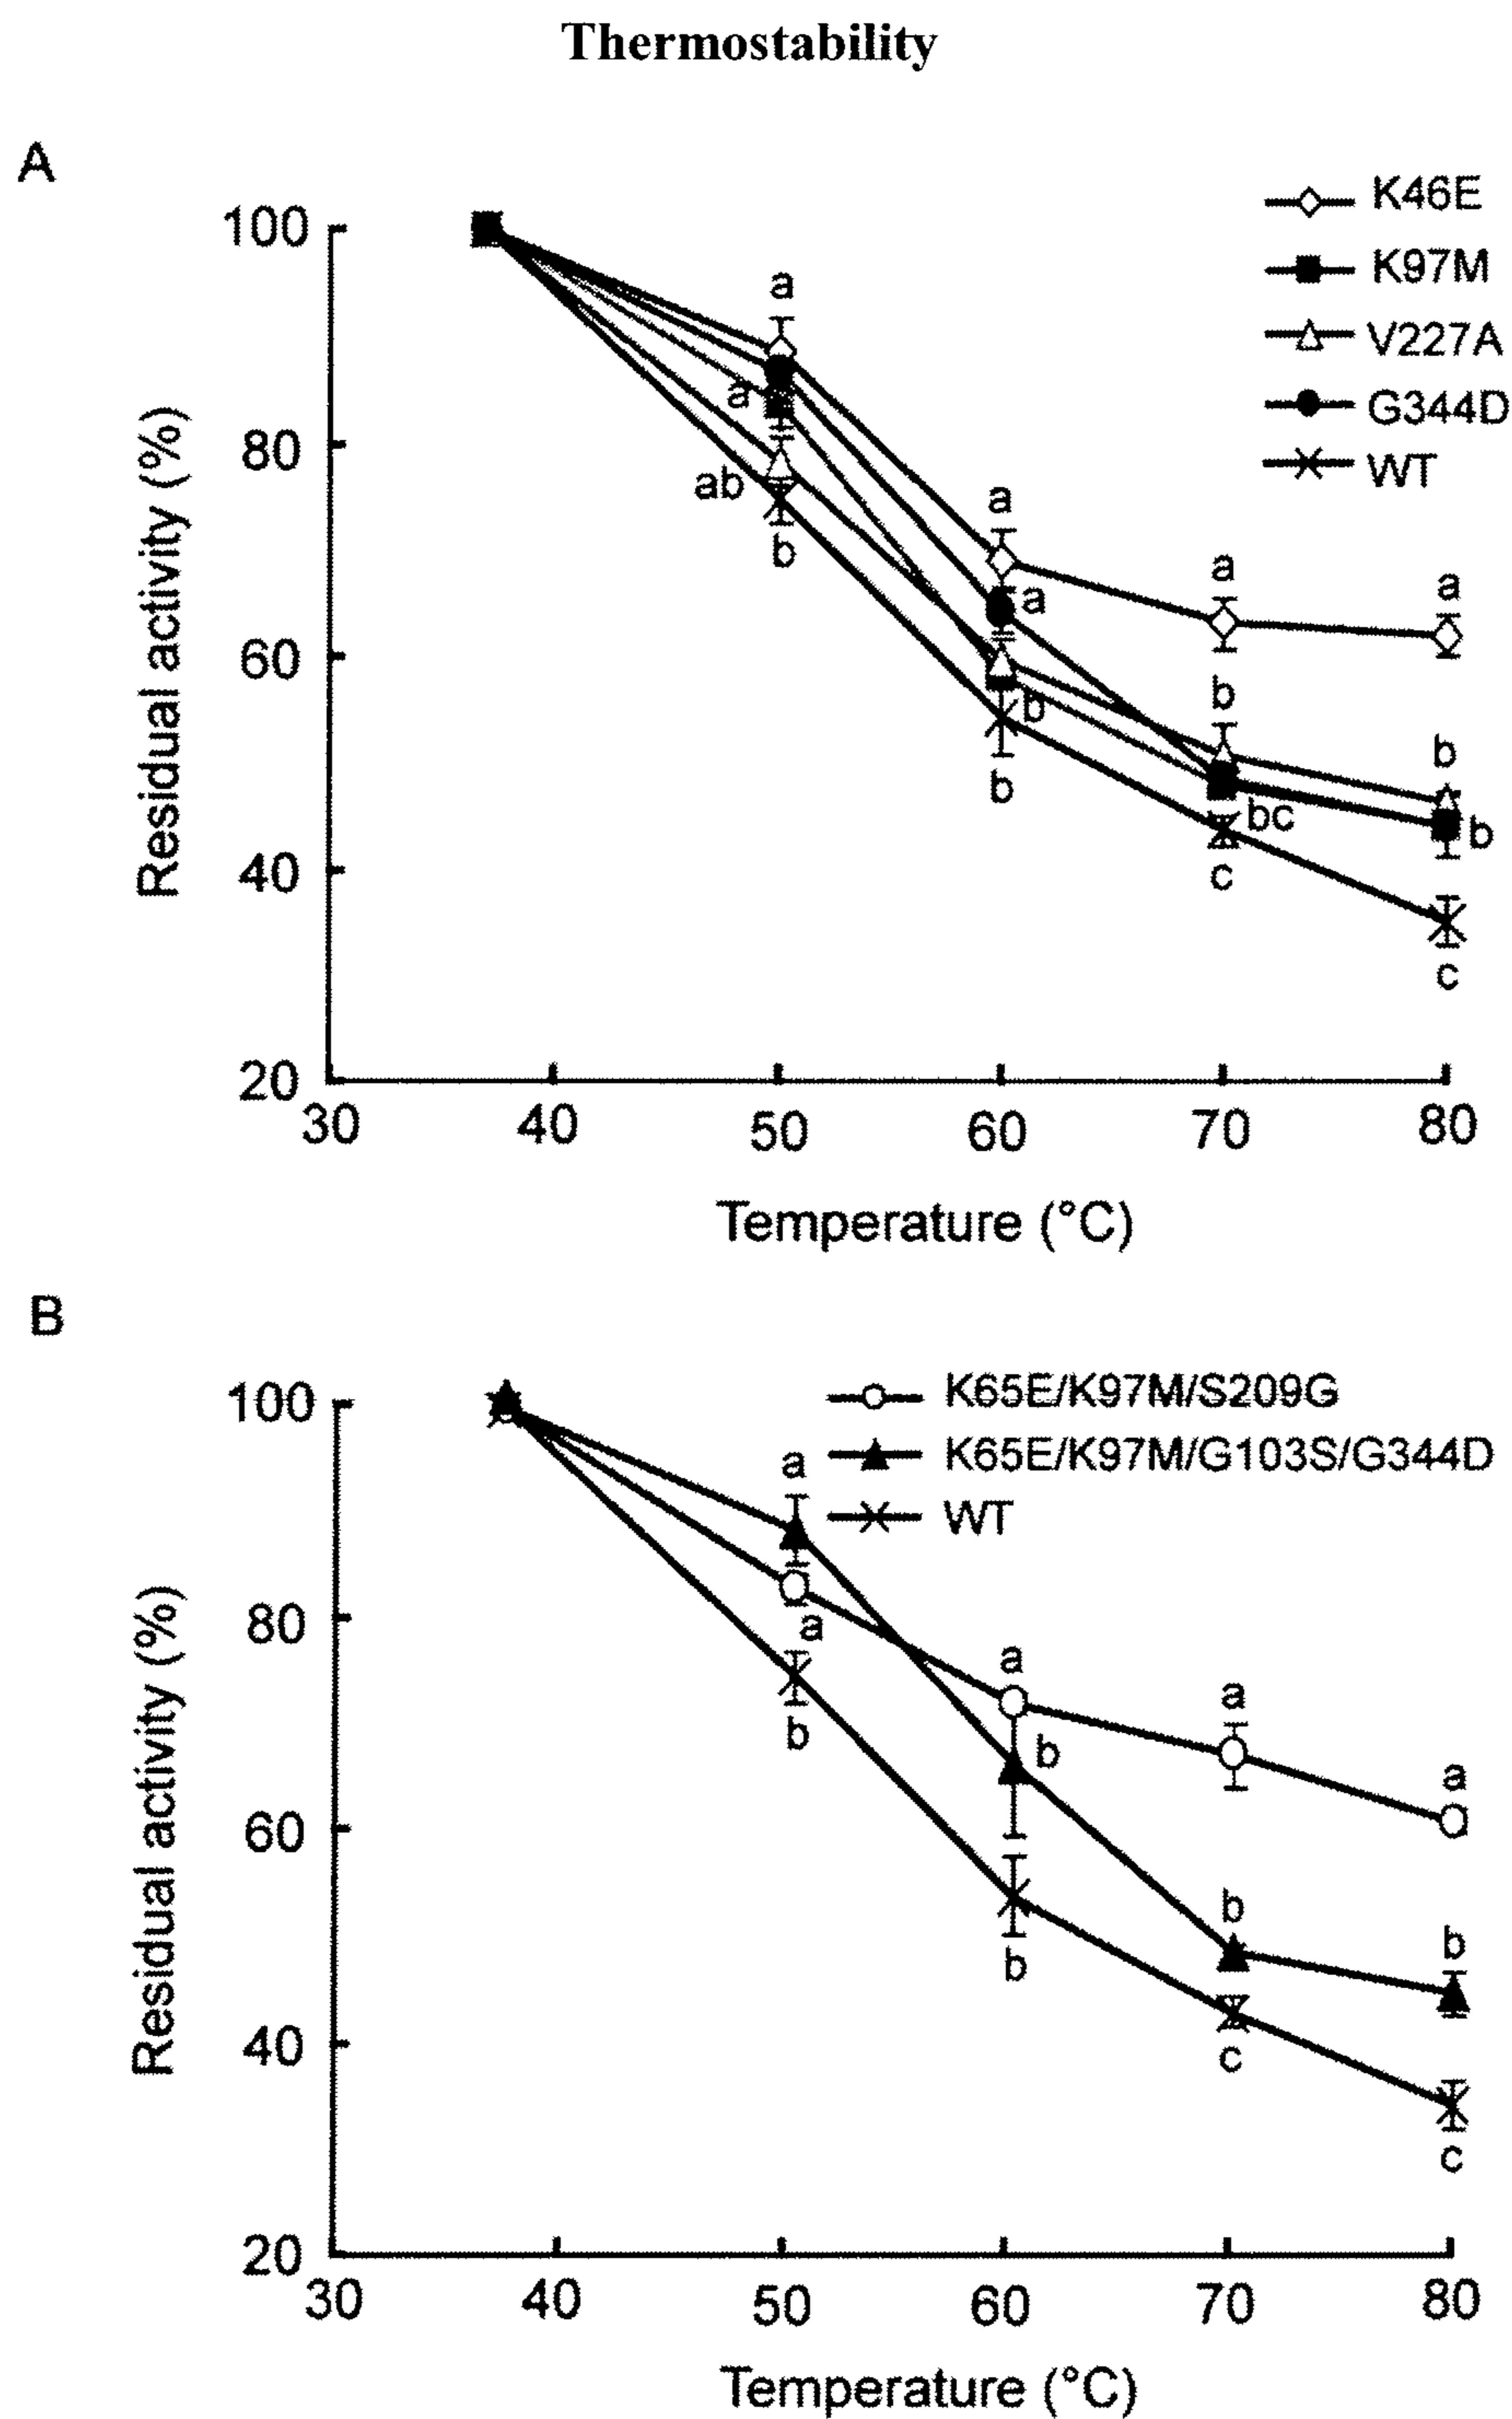 Thermostability
A
K46E
K97M
V227A
G344D
WT
100
80
60
40
20
30 40 50 60 70 80
Residual activity (%)
Temperature (°C)
a
a
ab
b
a
a
b
b
a
b
bc
c
a
b
b
c
B
K65E/K97M/S209G
K65E/K97M/G103S/G344D
WT
100
80
60
40
20
30 40 50 60 70 80
Residual activity (%)
Temperature (°C)
a
a
b
a
b
b
a
b
c
a
b
c